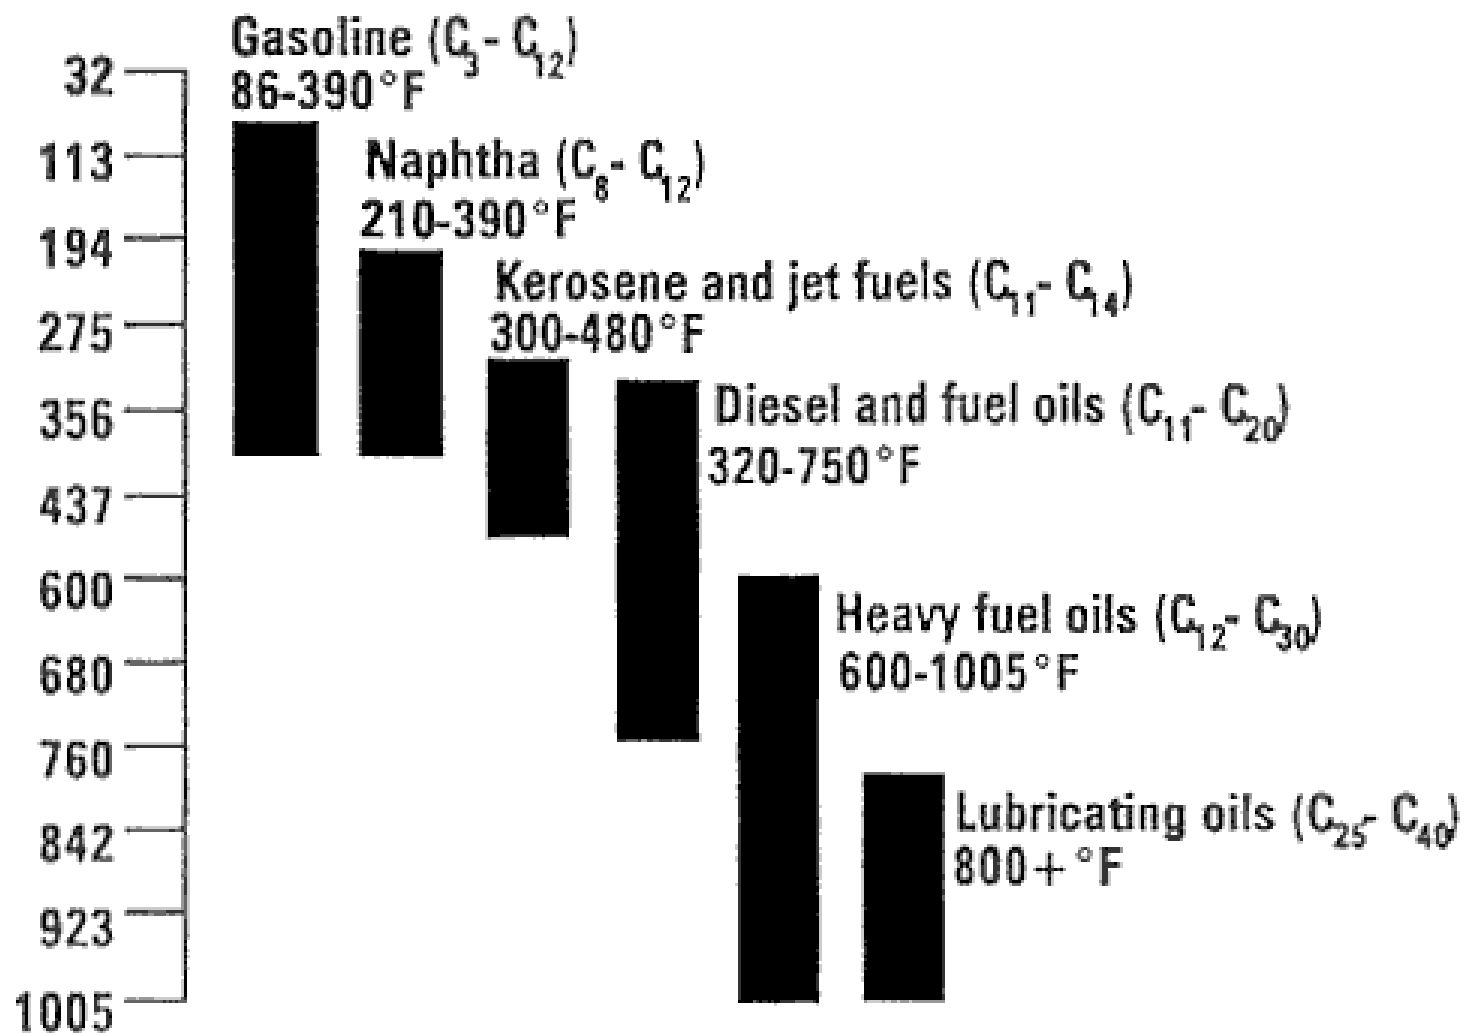 Gasoline (C₃- C₁₂)
86-390°F
Naphtha (C₈- C₁₂)
210-390°F
Kerosene and jet fuels (C₁₁- C₁₄)
300-480°F
Diesel and fuel oils (C₁₁- C₂₀)
320-750°F
Heavy fuel oils (C₁₂- C₃₀)
600-1005°F
Lubricating oils (C₂₅- C₄₀)
800+°F
32
113
194
275
356
437
600
680
760
842
923
1005